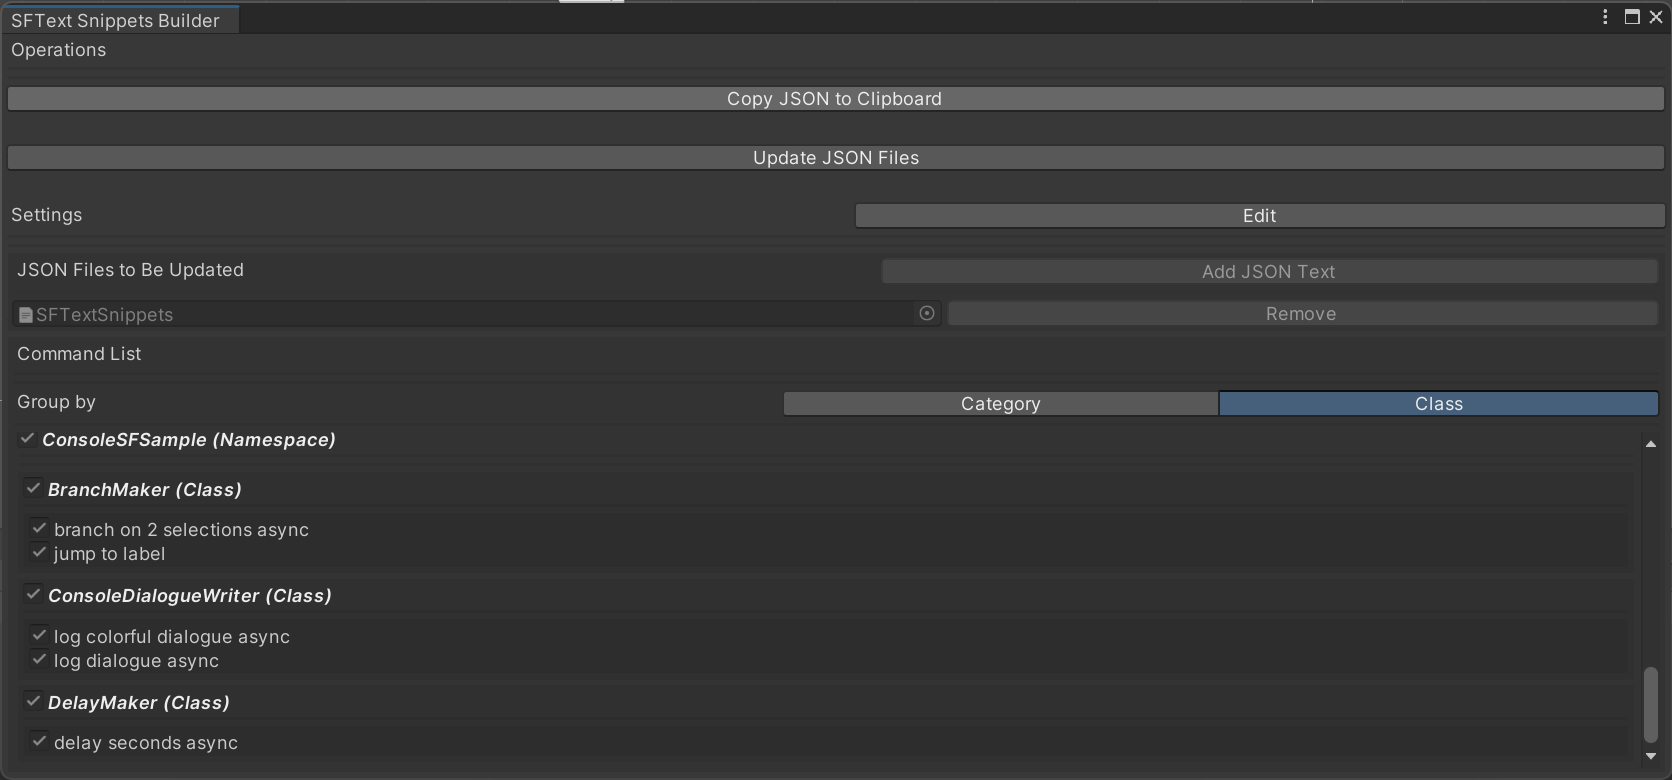 SFText Snippets Builder
Operations
Copy JSON to Clipboard
Update JSON Files
Settings
Edit
JSON Files to Be Updated
Add JSON Text
SFTextSnippets
Remove
Command List
Group by
Category
Class
ConsoleSFSample (Namespace)
BranchMaker (Class)
branch on 2 selections async
jump to label
ConsoleDialogueWriter (Class)
log colorful dialogue async
log dialogue async
DelayMaker (Class)
delay seconds async